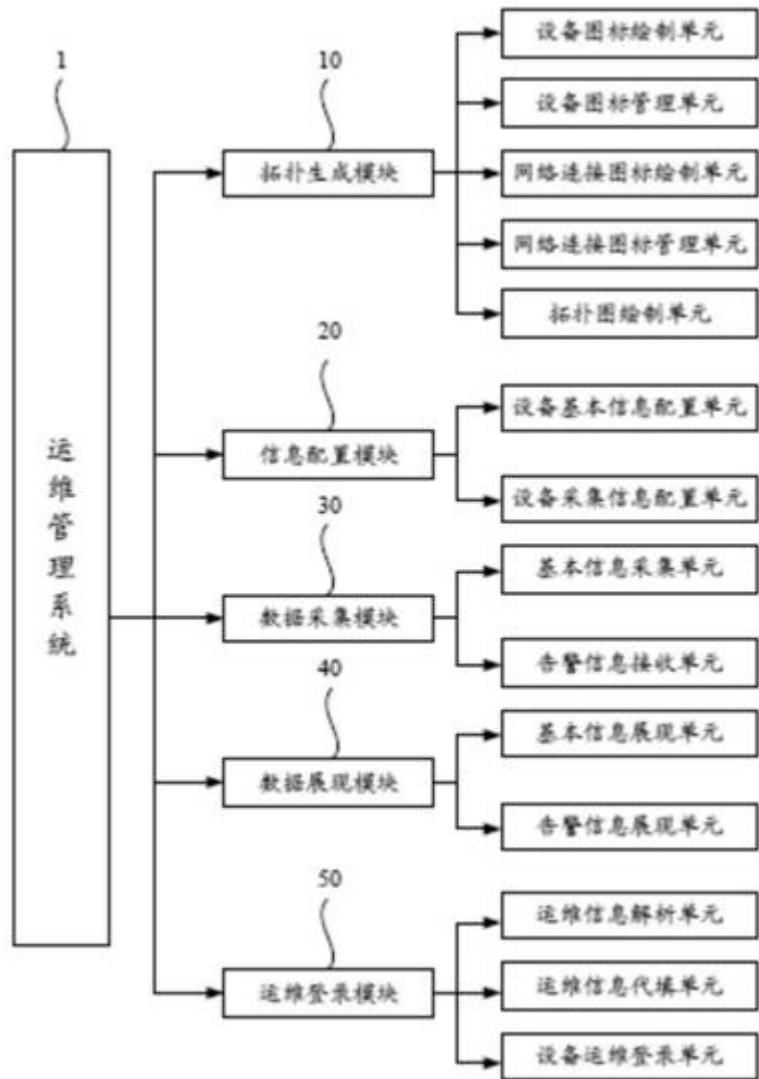 1
运维管理系统
10
拓扑生成模块
设备图标绘制单元
设备图标管理单元
网络连接图标绘制单元
网络连接图标管理单元
拓扑图绘制单元
20
信息配置模块
设备基本信息配置单元
设备采集信息配置单元
30
数据采集模块
基本信息采集单元
告警信息接收单元
40
数据展现模块
基本信息展现单元
告警信息展现单元
50
运维登录模块
运维信息解析单元
运维信息代填单元
设备运维登录单元